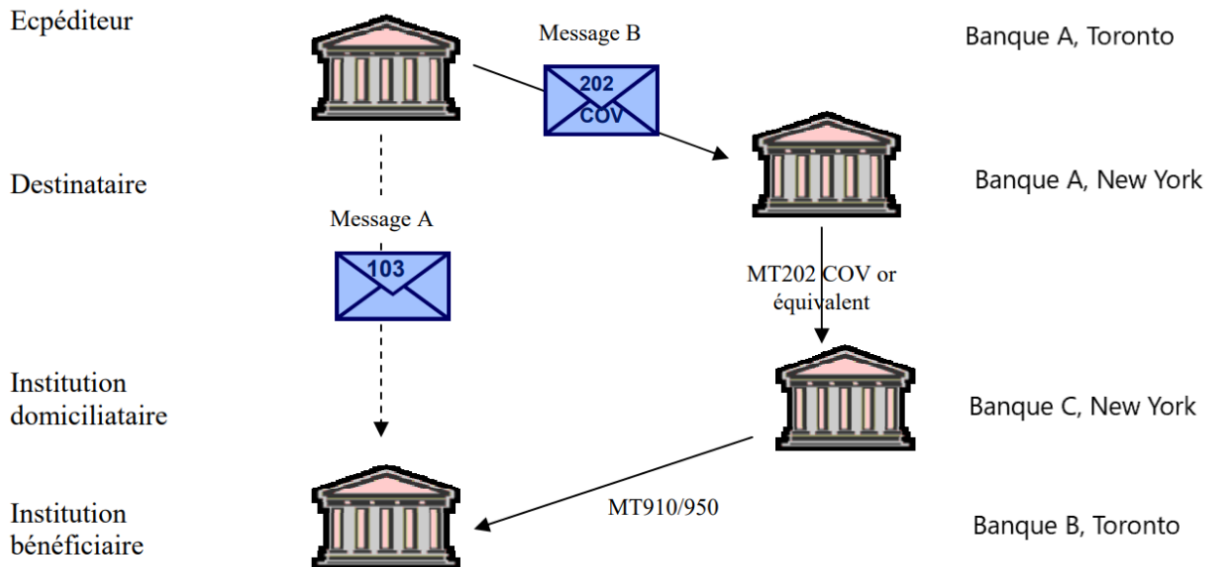 Ecpéditeur
Message B
Banque A, Toronto
202
COV
Destinataire
Banque A, New York
Message A
103
MT202 COV or
équivalent
Institution
domiciliataire
Banque C, New York
MT910/950
Institution
bénéficiaire
Banque B, Toronto